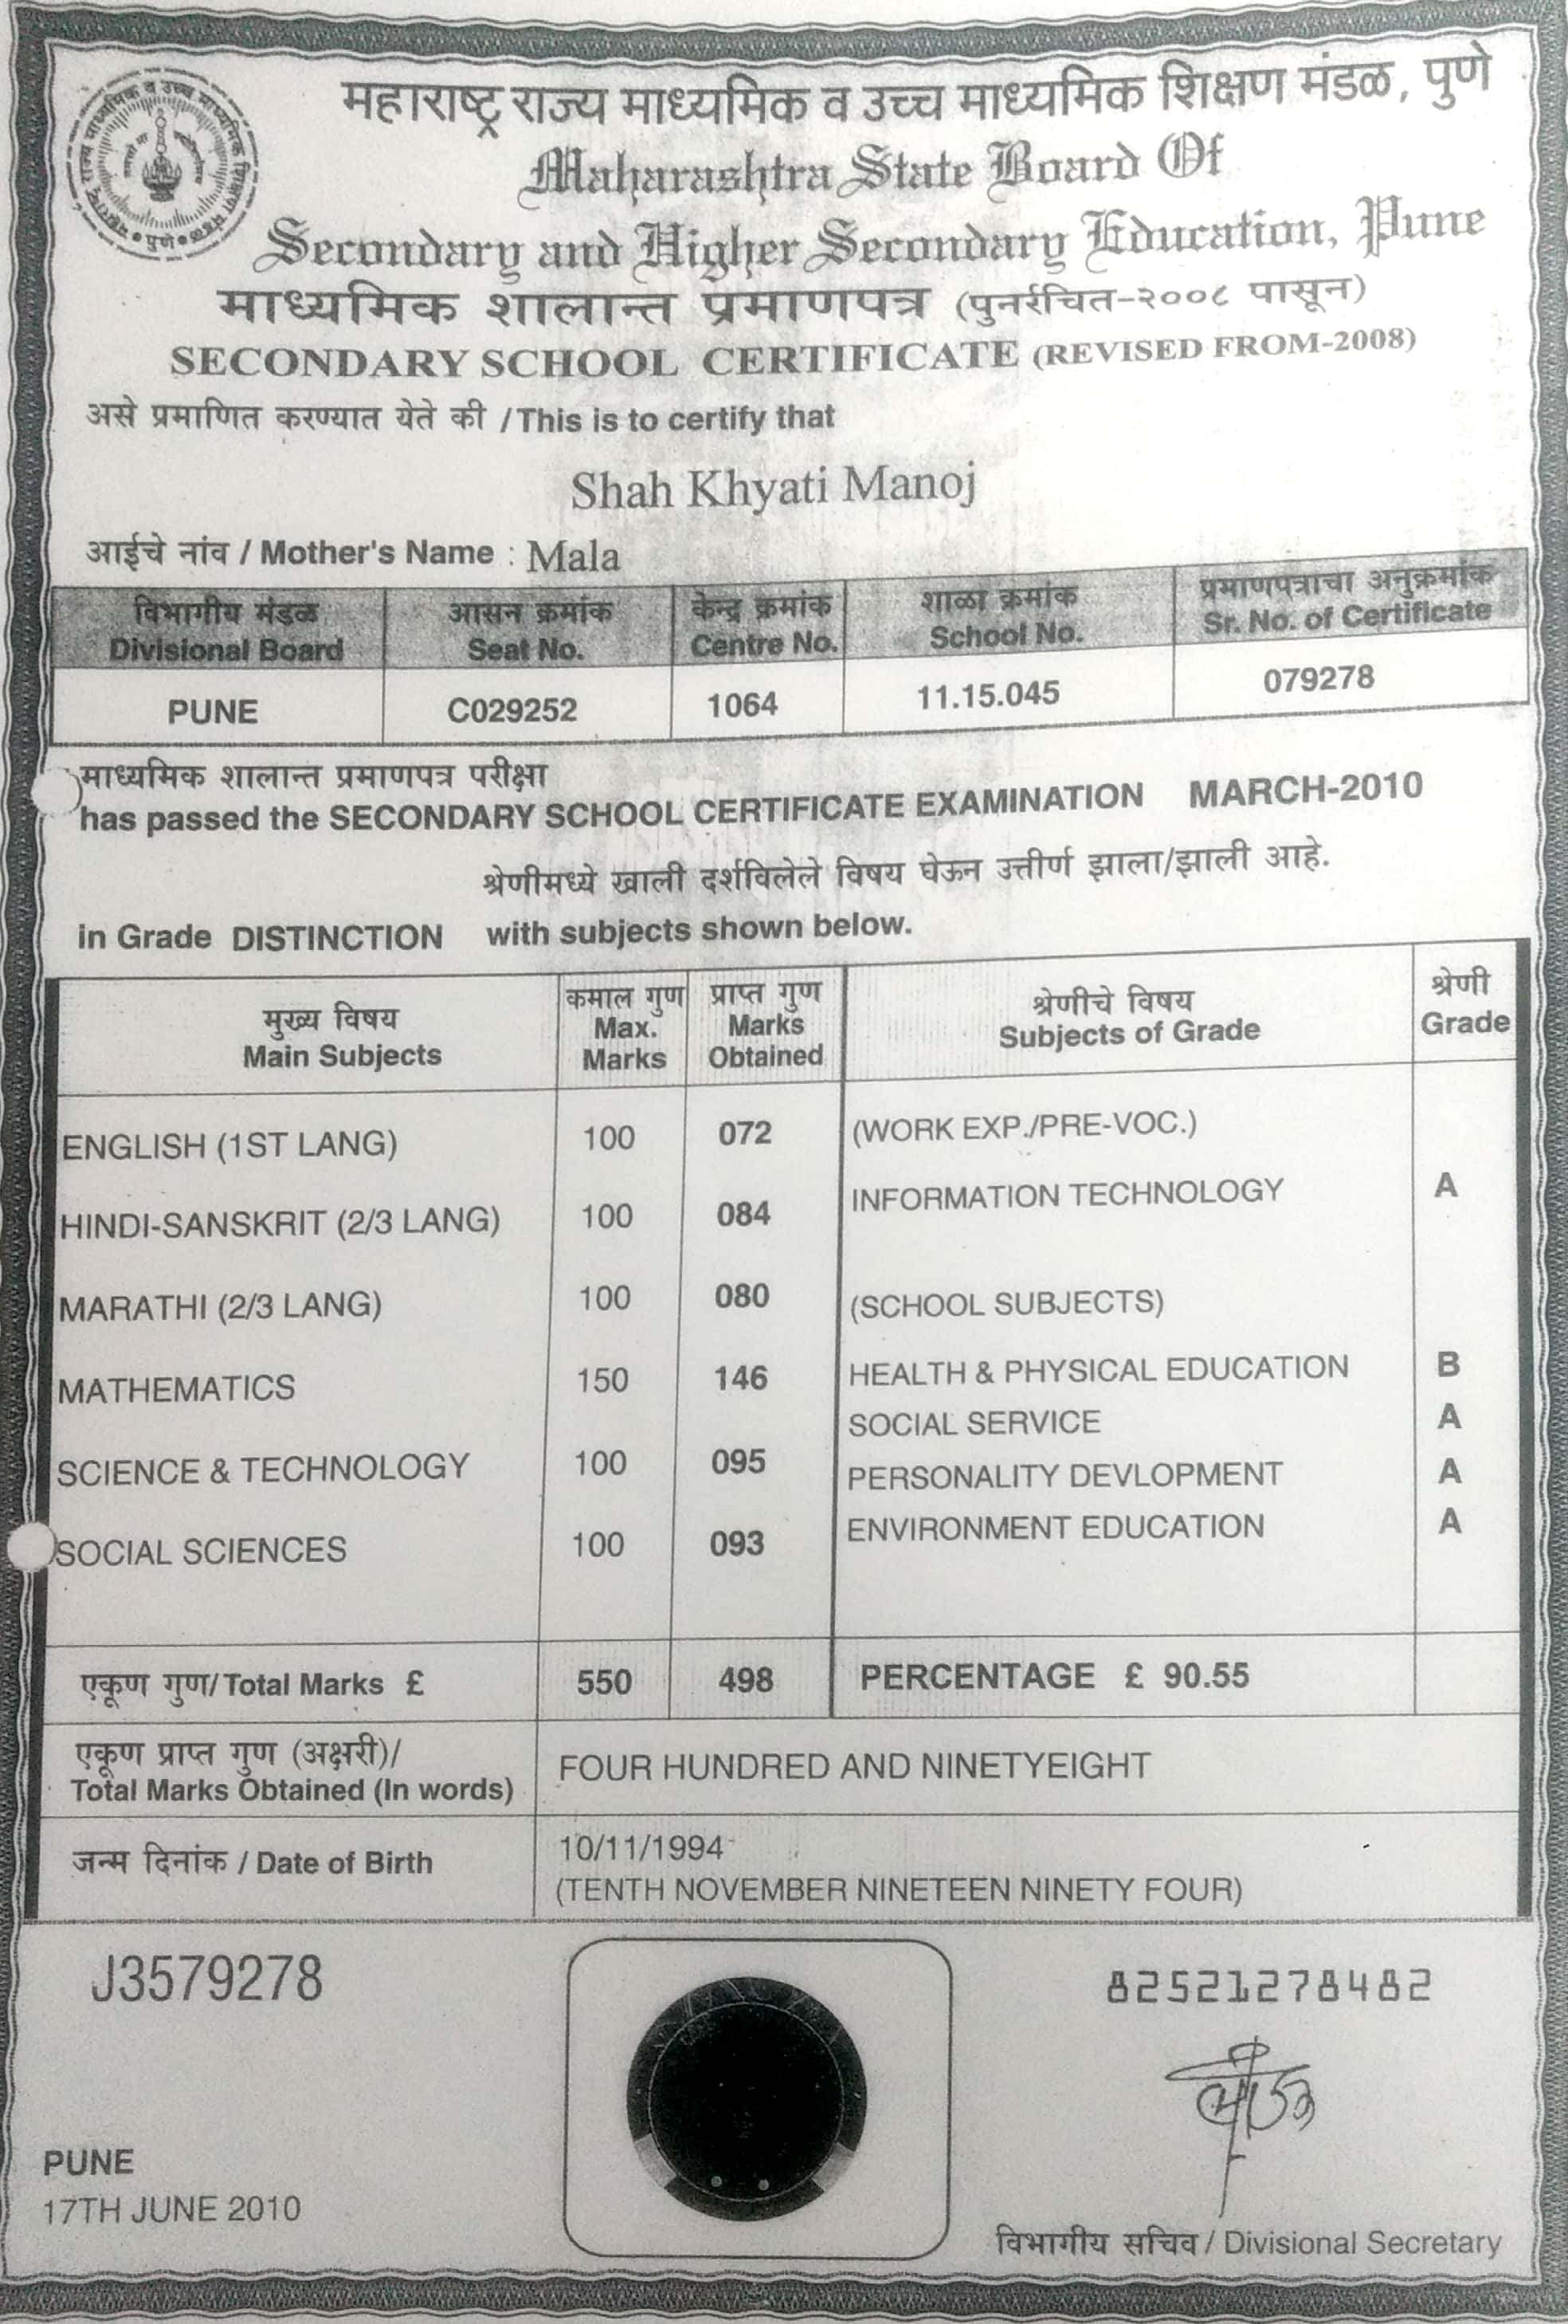 महाराष्ट्र राज्य माध्यमिक व उच्च माध्यमिक शिक्षण मंडळ, पुणे
Maharashtra State Board Of
Secondary and Higher Secondary Education, Pune
माध्यमिक शालान्त प्रमाणपत्र (पुनर्रचित-२००८ पासून)
SECONDARY SCHOOL CERTIFICATE (REVISED FROM-2008)
असे प्रमाणित करण्यात येते की / This is to certify that
Shah Khyati Manoj
आईचे नांव / Mother's Name : Mala
विभागीय मंडळ आसन क्रमांक केन्द्र क्रमांक शाळा क्रमांक प्रमाणपत्राचा अनुक्रमांक
Divisional Board Seat No. Centre No. School No. Sr. No. of Certificate
PUNE C029252 1064 11.15.045 079278
माध्यमिक शालान्त प्रमाणपत्र परीक्षा
has passed the SECONDARY SCHOOL CERTIFICATE EXAMINATION MARCH-2010
श्रेणीमध्ये खाली दर्शविलेले विषय घेऊन उत्तीर्ण झाला/झाली आहे.
in Grade DISTINCTION with subjects shown below.
मुख्य विषय कमाल गुण प्राप्त गुण श्रेणीचे विषय श्रेणी
Main Subjects Max. Marks Marks Obtained Subjects of Grade Grade
ENGLISH (1ST LANG) 100 072 (WORK EXP./PRE-VOC.)
INFORMATION TECHNOLOGY A
HINDI-SANSKRIT (2/3 LANG) 100 084
MARATHI (2/3 LANG) 100 080 (SCHOOL SUBJECTS)
MATHEMATICS 150 146 HEALTH & PHYSICAL EDUCATION B
SOCIAL SERVICE A
SCIENCE & TECHNOLOGY 100 095 PERSONALITY DEVLOPMENT A
SOCIAL SCIENCES 100 093 ENVIRONMENT EDUCATION A
एकूण गुण/ Total Marks £ 550 498 PERCENTAGE £ 90.55
एकूण प्राप्त गुण (अक्षरी)/
Total Marks Obtained (In words) FOUR HUNDRED AND NINETYEIGHT
जन्म दिनांक / Date of Birth 10/11/1994
(TENTH NOVEMBER NINETEEN NINETY FOUR)
J3579278 82521278482
PUNE
17TH JUNE 2010
विभागीय सचिव / Divisional Secretary